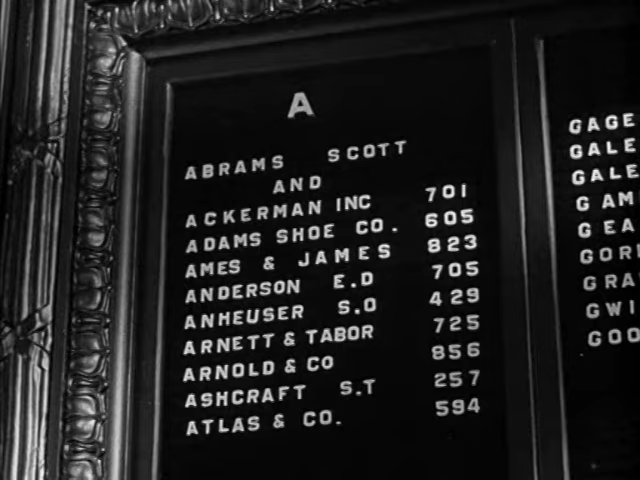 A
ABRAMS SCOTT
AND
ACKERMAN INC 701
ADAMS SHOE CO. 605
AMES & JAMES 823
ANDERSON E.D 705
ANHEUSER S.O 429
ARNETT & TABOR 725
ARNOLD & CO 856
ASHCRAFT S.T 257
ATLAS & CO. 594
GAGE
GALE
GALE
GAM
GEA
GOR
GRA
GWI
GOO